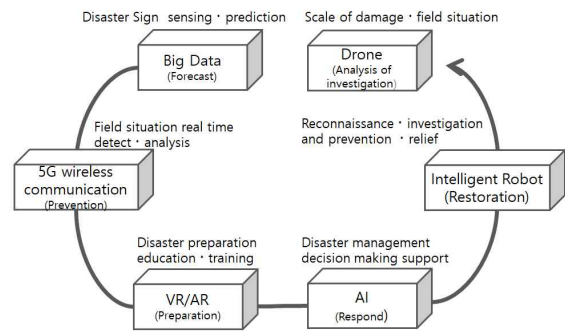 Disaster Sign sensing・prediction
Scale of damage・field situation
Big Data
(Forecast)
Drone
(Analysis of
investigation)
Field situation real time
detect・analysis
Reconnaissance・investigation
and prevention・relief
5G wireless
communication
(Prevention)
Intelligent Robot
(Restoration)
Disaster preparation
education・training
Disaster management
decision making support
VR/AR
(Preparation)
AI
(Respond)